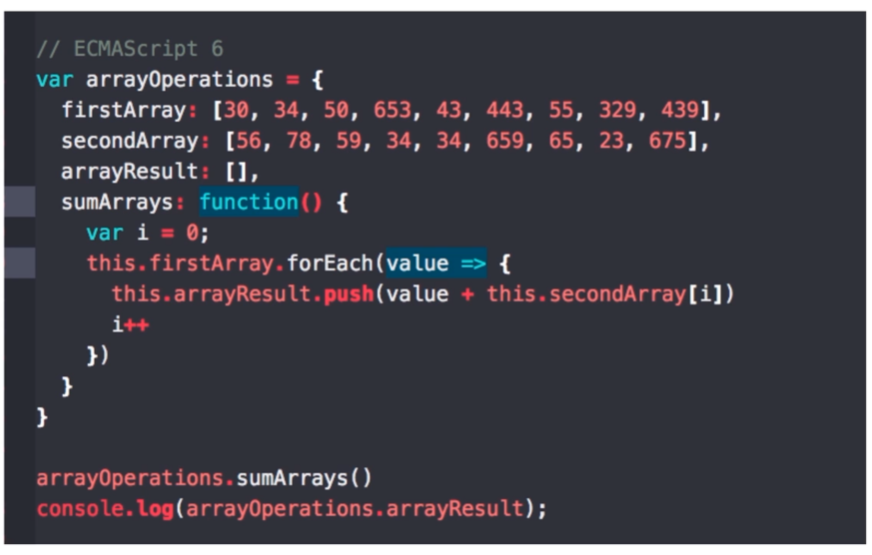 // ECMAScript 6
var arrayOperations = {
  firstArray: [30, 34, 50, 653, 43, 443, 55, 329, 439],
  secondArray: [56, 78, 59, 34, 34, 659, 65, 23, 675],
  arrayResult: [],
  sumArrays: function() {
    var i = 0;
    this.firstArray.forEach(value => {
      this.arrayResult.push(value + this.secondArray[i])
      i++
    })
  }
}

arrayOperations.sumArrays()
console.log(arrayOperations.arrayResult);